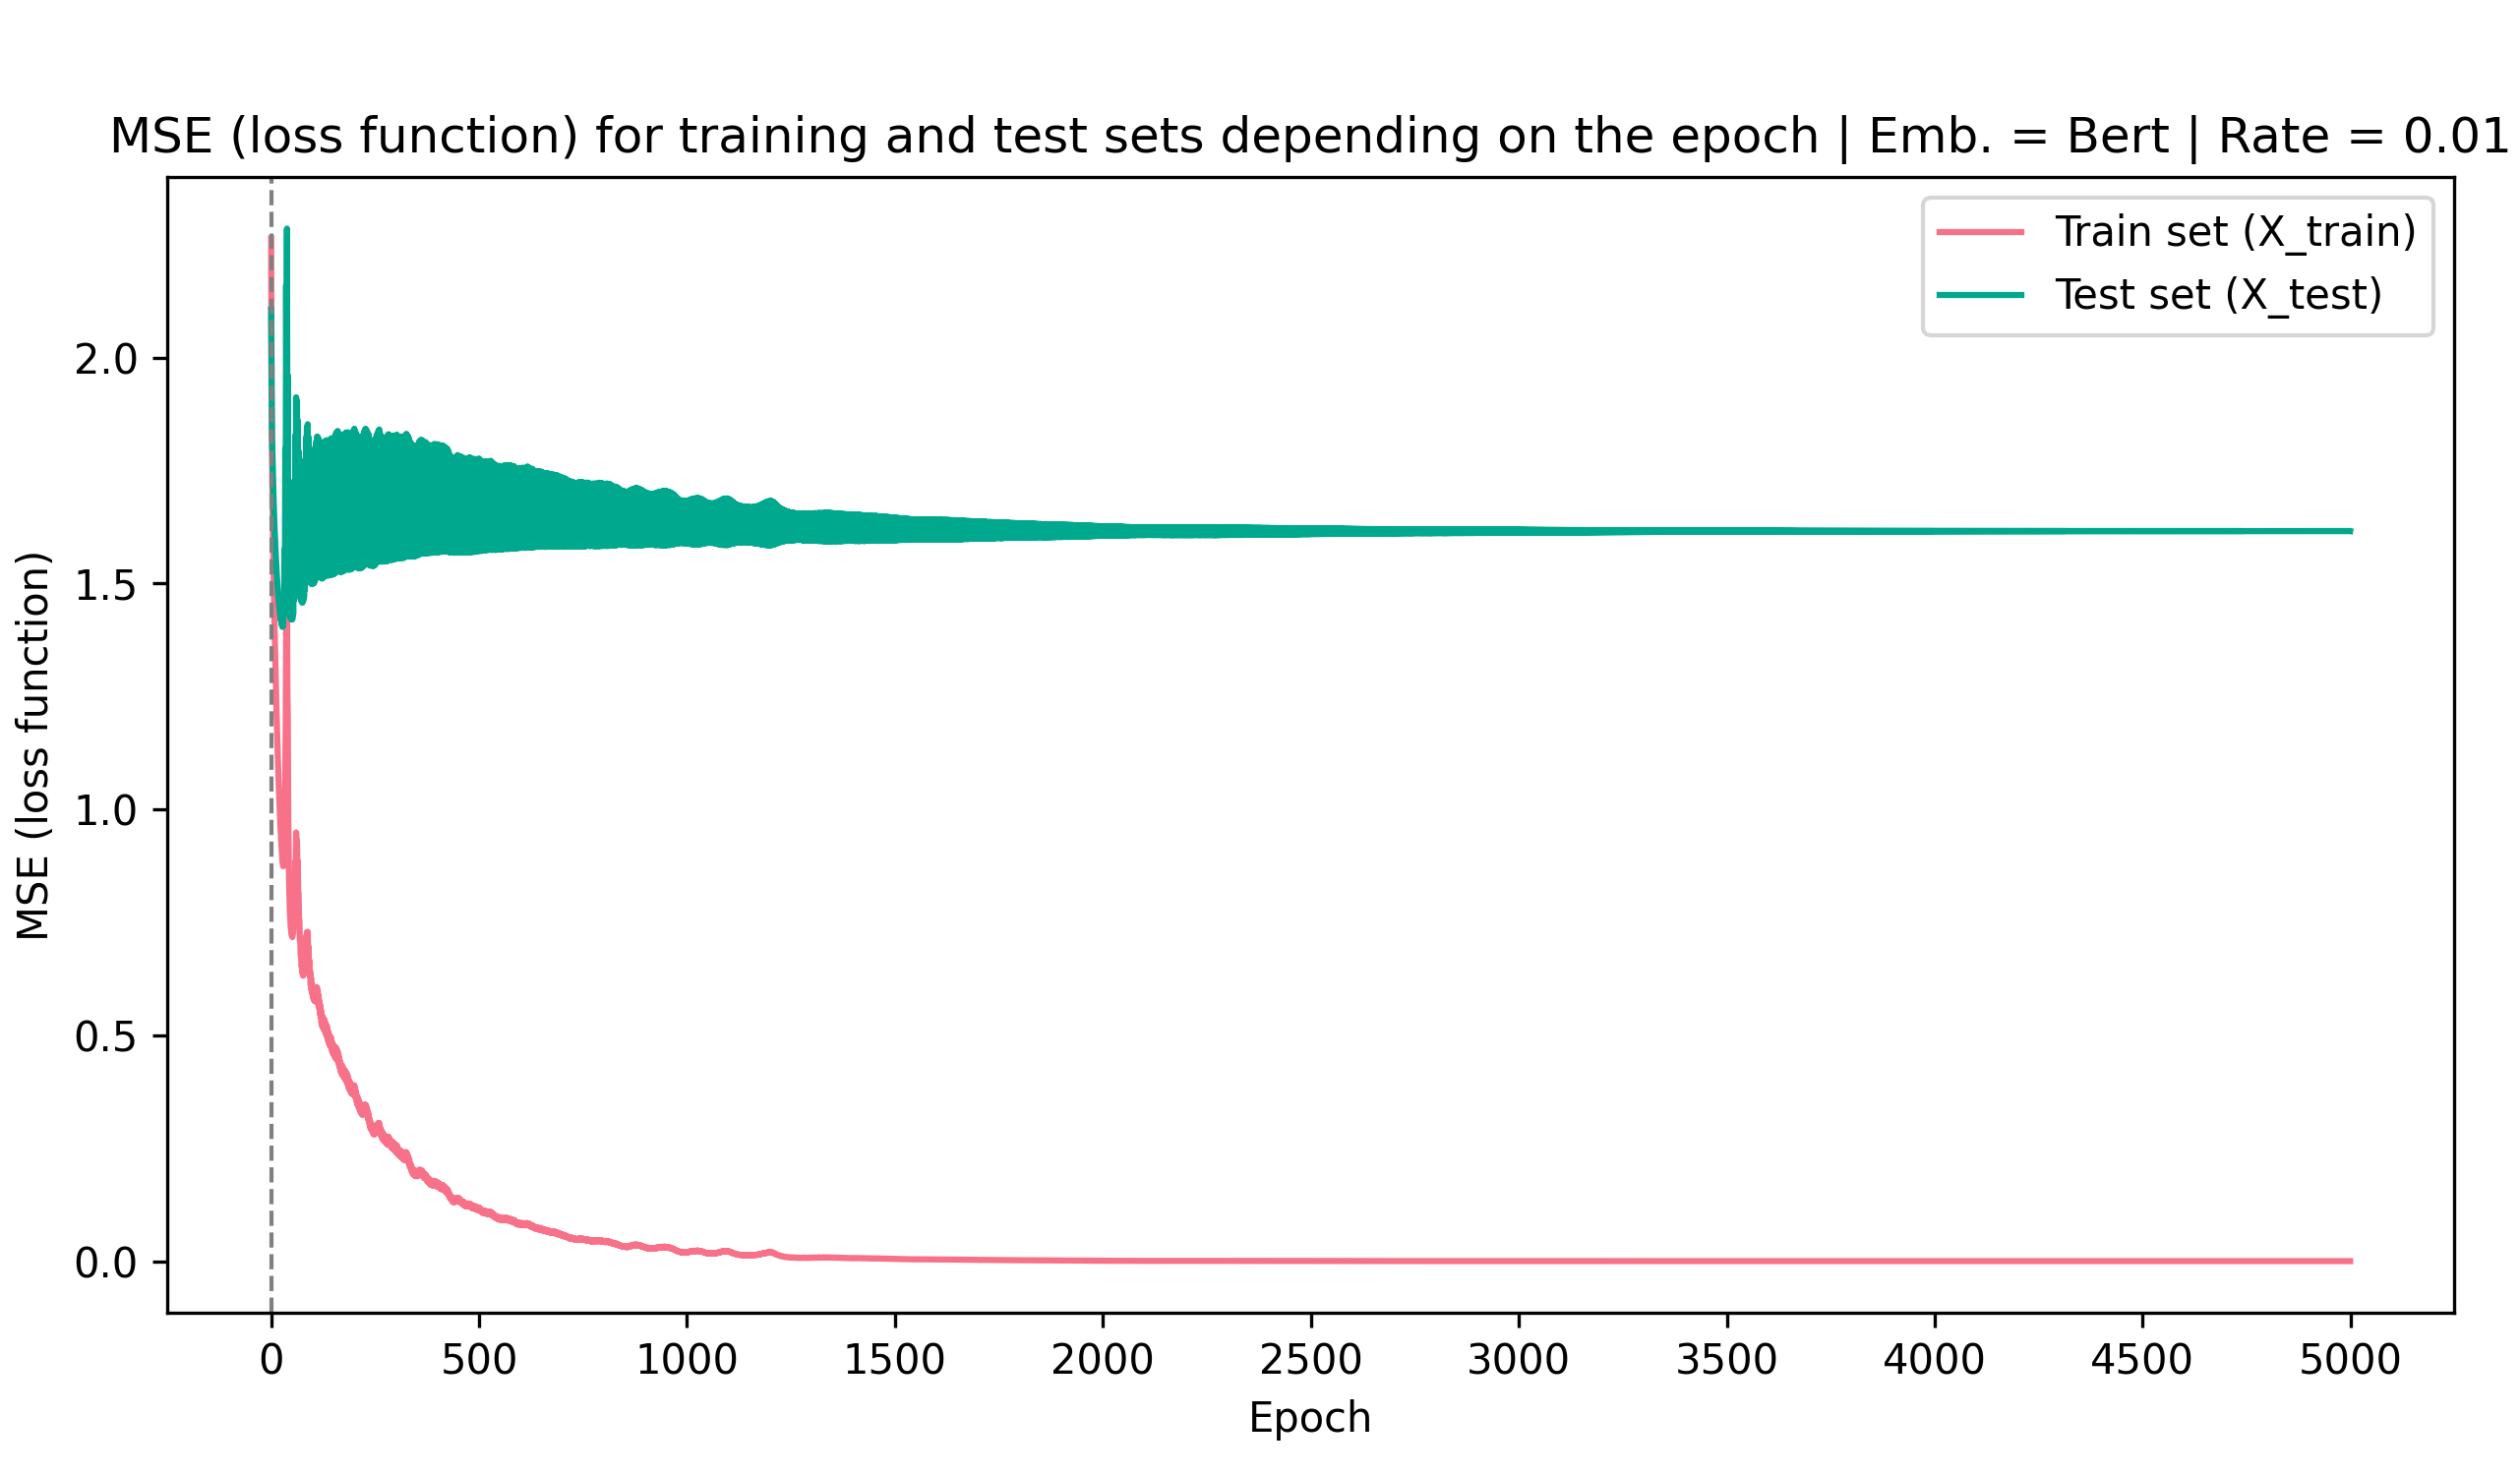 MSE (loss function) for training and test sets depending on the epoch | Emb. = Bert | Rate = 0.01
Train set (X_train)
Test set (X_test)
MSE (loss function)
2.0
1.5
1.0
0.5
0.0
0 500 1000 1500 2000 2500 3000 3500 4000 4500 5000
Epoch